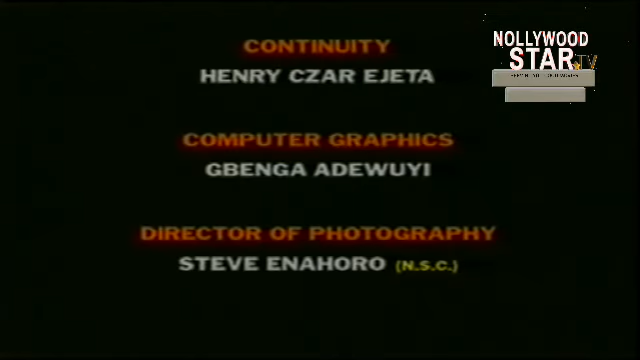 CONTINUITY
HENRY CZAR EJETA
COMPUTER GRAPHICS
GBENGA ADEWUYI
DIRECTOR OF PHOTOGRAPHY
STEVE ENAHORO (N.S.C.)
NOLLYWOOD
STAR TV